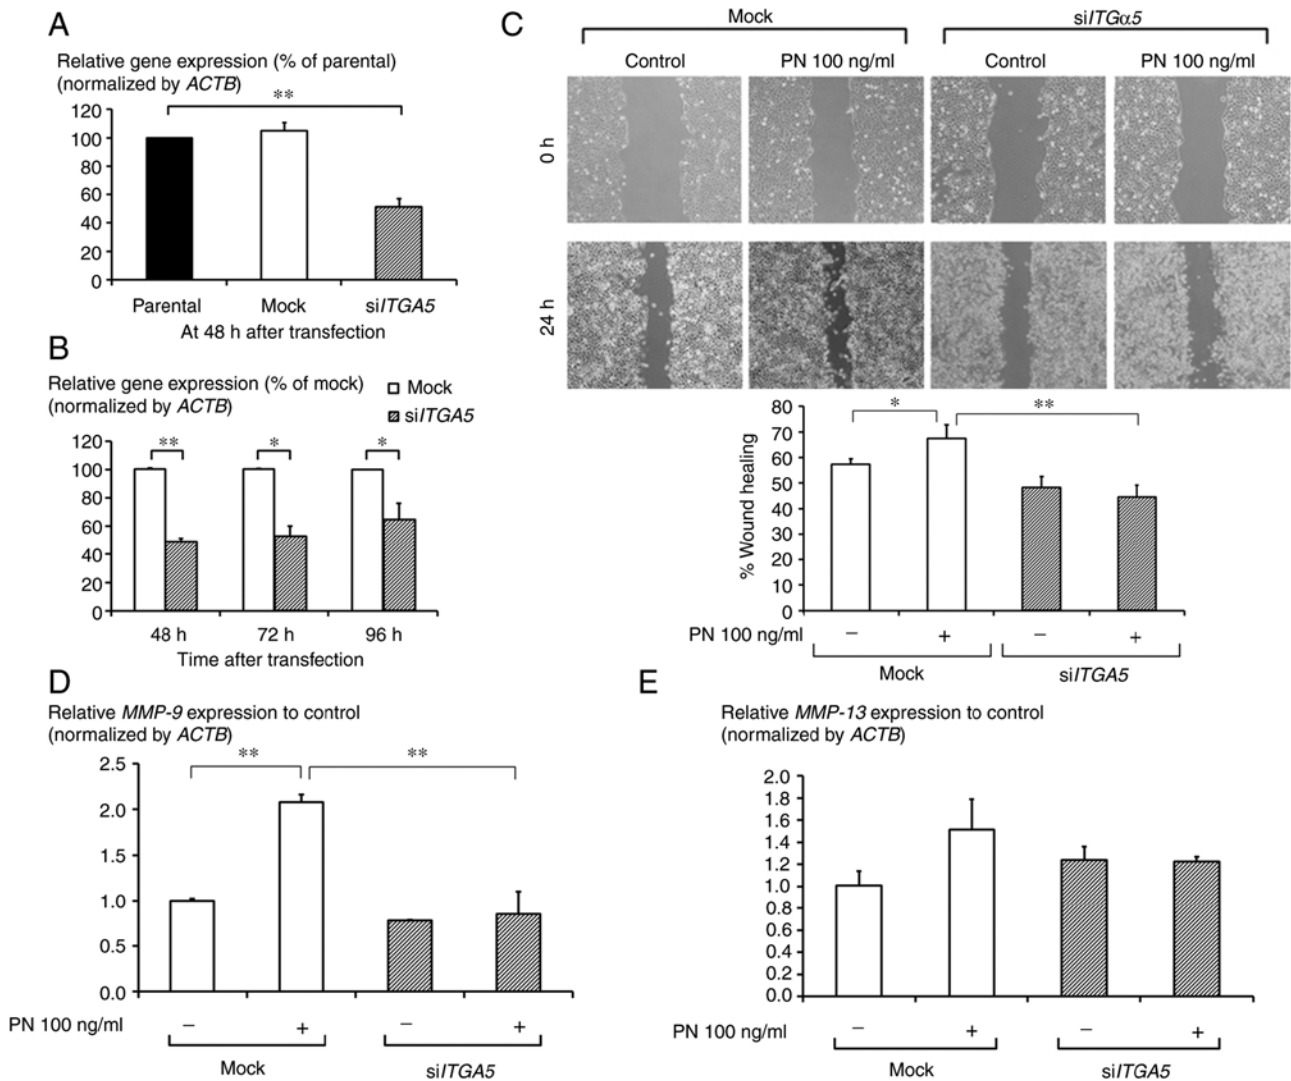 A
Relative gene expression (% of parental)
(normalized by ACTB)
**
120
100
80
60
40
20
0
Parental Mock siITGA5
At 48 h after transfection
B
Relative gene expression (% of mock)
(normalized by ACTB)
Mock
siITGA5
** * *
120
100
80
60
40
20
0
48 h 72 h 96 h
Time after transfection
C
Mock siITGα5
Control PN 100 ng/ml Control PN 100 ng/ml
0 h
24 h
% Wound healing
* **
80
70
60
50
40
30
20
10
0
PN 100 ng/ml − + − +
Mock siITGA5
D
Relative MMP-9 expression to control
(normalized by ACTB)
** **
2.5
2.0
1.5
1.0
0.5
0.0
PN 100 ng/ml − + − +
Mock siITGA5
E
Relative MMP-13 expression to control
(normalized by ACTB)
2.0
1.8
1.6
1.4
1.2
1.0
0.8
0.6
0.4
0.2
0.0
PN 100 ng/ml − + − +
Mock siITGA5